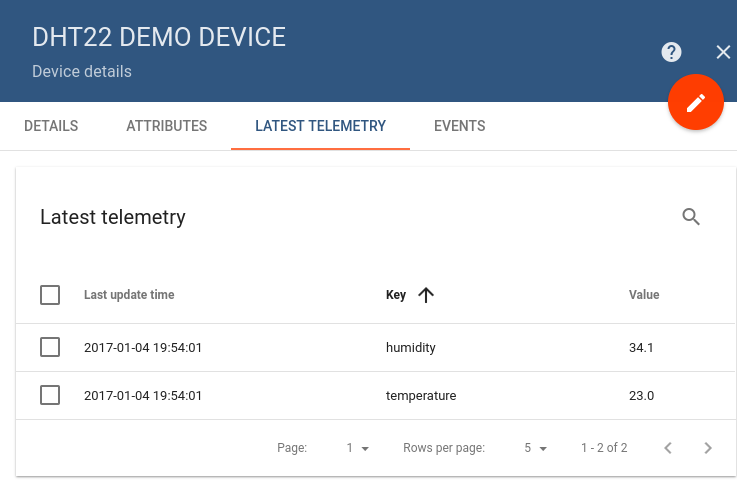 DHT22 DEMO DEVICE
Device details
DETAILS ATTRIBUTES LATEST TELEMETRY EVENTS
Latest telemetry
Last update time Key Value
2017-01-04 19:54:01 humidity 34.1
2017-01-04 19:54:01 temperature 23.0
Page: 1 Rows per page: 5 1 - 2 of 2